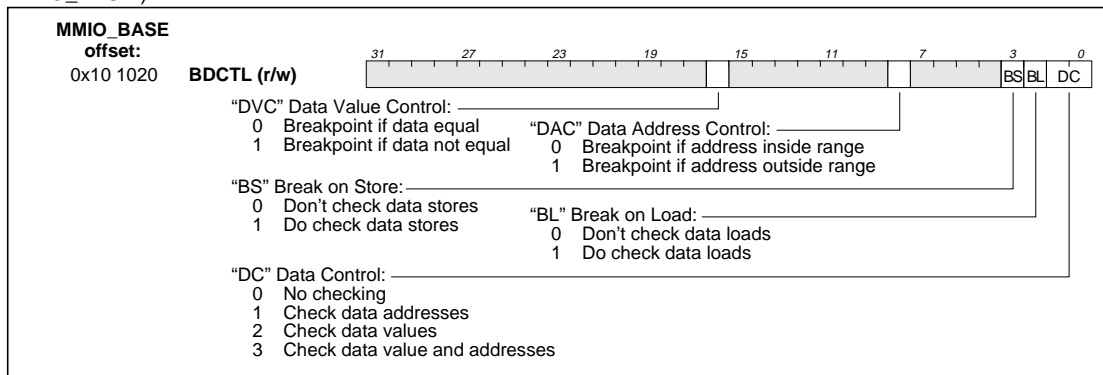 MMIO_BASE
offset:
31 27 23 19 15 11 7 3 0
0x10 1020 BDCTL (r/w) BS BL DC
“DVC” Data Value Control:
0 Breakpoint if data equal
1 Breakpoint if data not equal
“DAC” Data Address Control:
0 Breakpoint if address inside range
1 Breakpoint if address outside range
“BS” Break on Store:
0 Don't check data stores
1 Do check data stores
“BL” Break on Load:
0 Don't check data loads
1 Do check data loads
“DC” Data Control:
0 No checking
1 Check data addresses
2 Check data values
3 Check data value and addresses